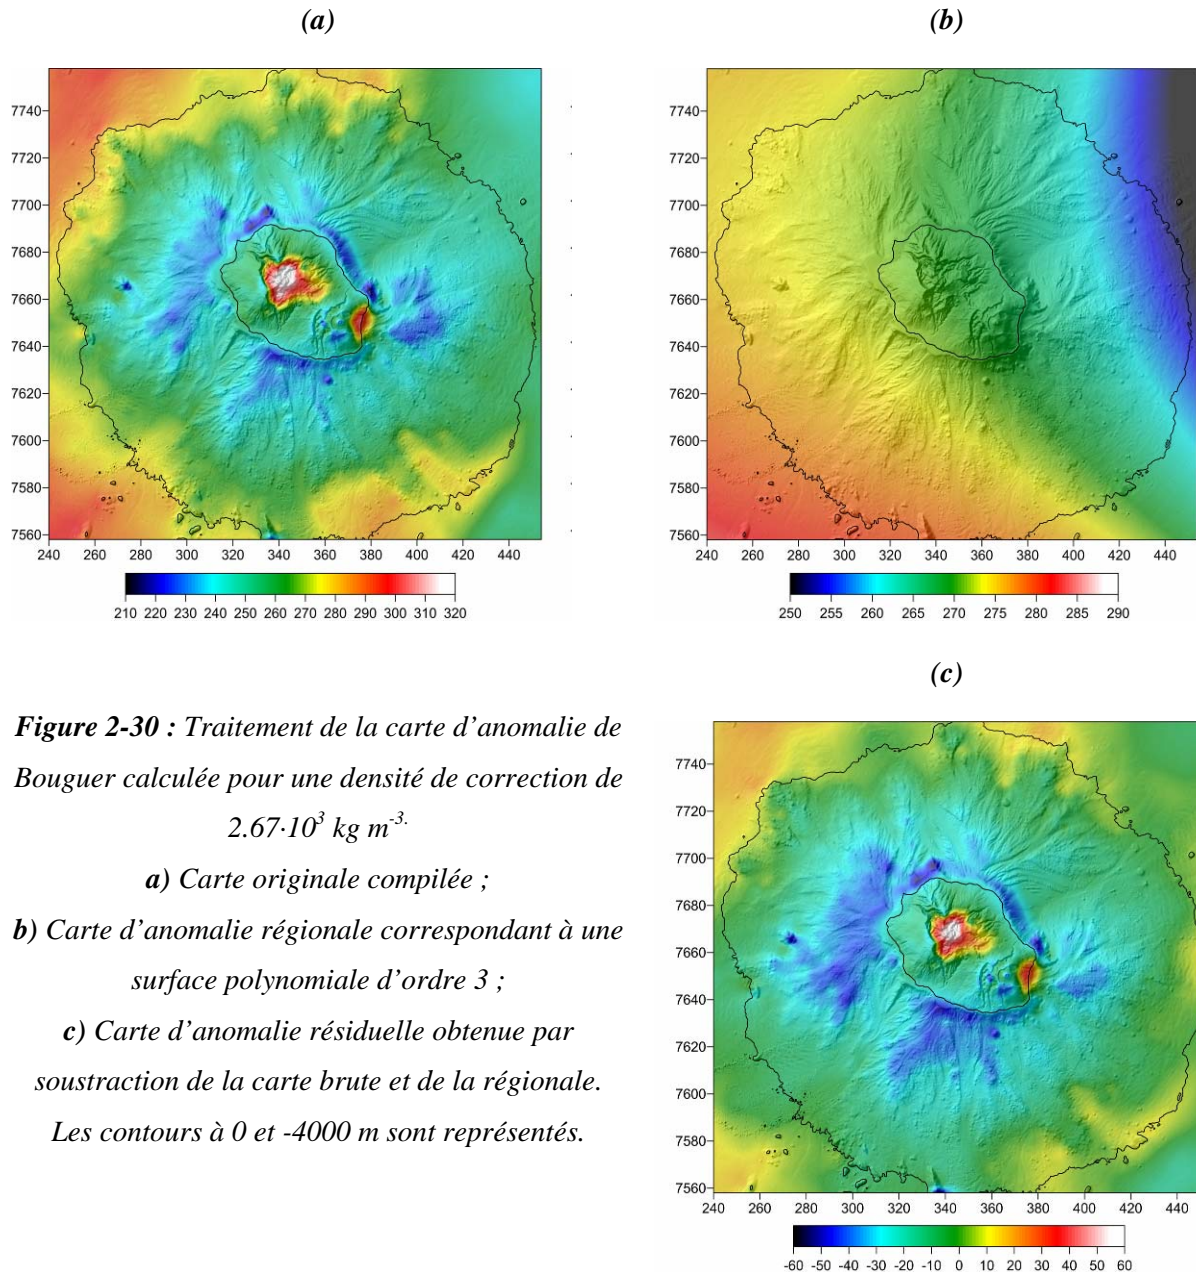 (a)
(b)
7740
7720
7700
7680
7660
7640
7620
7600
7580
7560
240 260 280 300 320 340 360 380 400 420 440
210 220 230 240 250 260 270 280 290 300 310 320
7740
7720
7700
7680
7660
7640
7620
7600
7580
7560
240 260 280 300 320 340 360 380 400 420 440
250 255 260 265 270 275 280 285 290
(c)
Figure 2-30 : Traitement de la carte d'anomalie de
Bouguer calculée pour une densité de correction de
2.67·10³ kg m⁻³.
a) Carte originale compilée ;
b) Carte d'anomalie régionale correspondant à une
surface polynomiale d'ordre 3 ;
c) Carte d'anomalie résiduelle obtenue par
soustraction de la carte brute et de la régionale.
Les contours à 0 et -4000 m sont représentés.
7740
7720
7700
7680
7660
7640
7620
7600
7580
7560
240 260 280 300 320 340 360 380 400 420 440
-60 -50 -40 -30 -20 -10 0 10 20 30 40 50 60